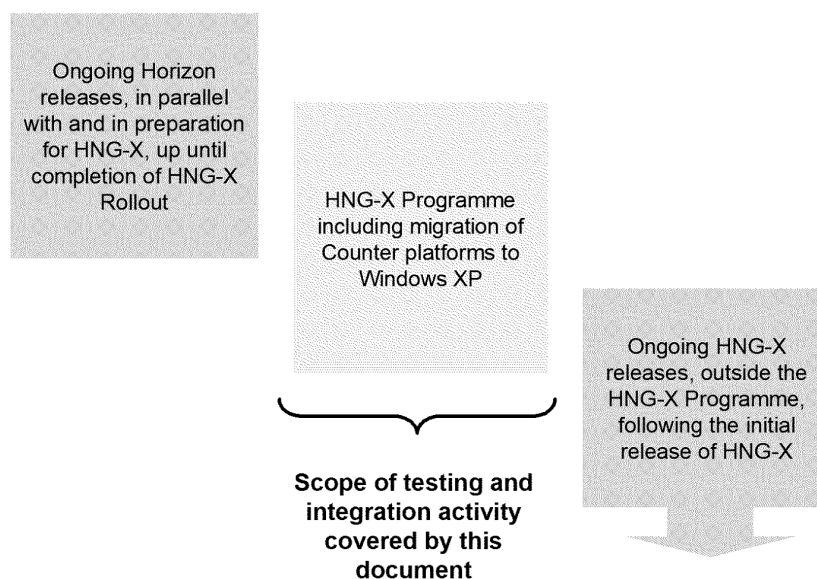 Ongoing Horizon
releases, in parallel
with and in preparation
for HNG-X, up until
completion of HNG-X
Rollout
HNG-X Programme
including migration of
Counter platforms to
Windows XP
Ongoing HNG-X
releases, outside the
HNG-X Programme,
following the initial
release of HNG-X
Scope of testing and
integration activity
covered by this
document